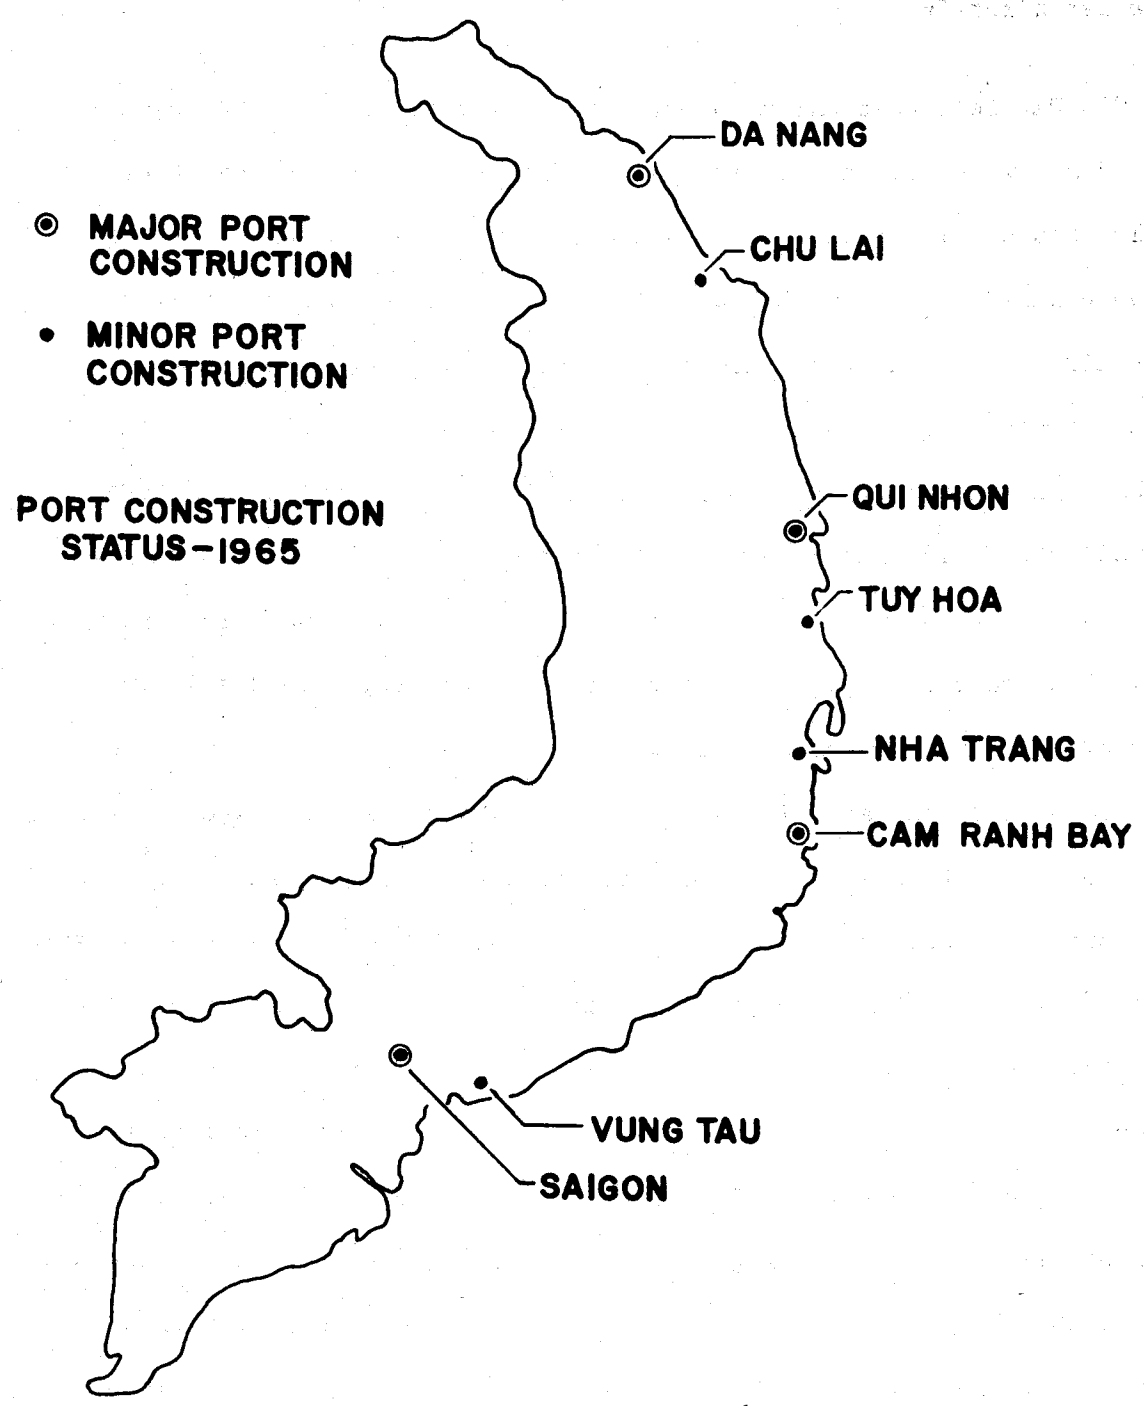 DA NANG
CHU LAI
MAJOR PORT
CONSTRUCTION
MINOR PORT
CONSTRUCTION
PORT CONSTRUCTION
STATUS-1965
QUI NHON
TUY HOA
NHA TRANG
CAM RANH BAY
VUNG TAU
SAIGON